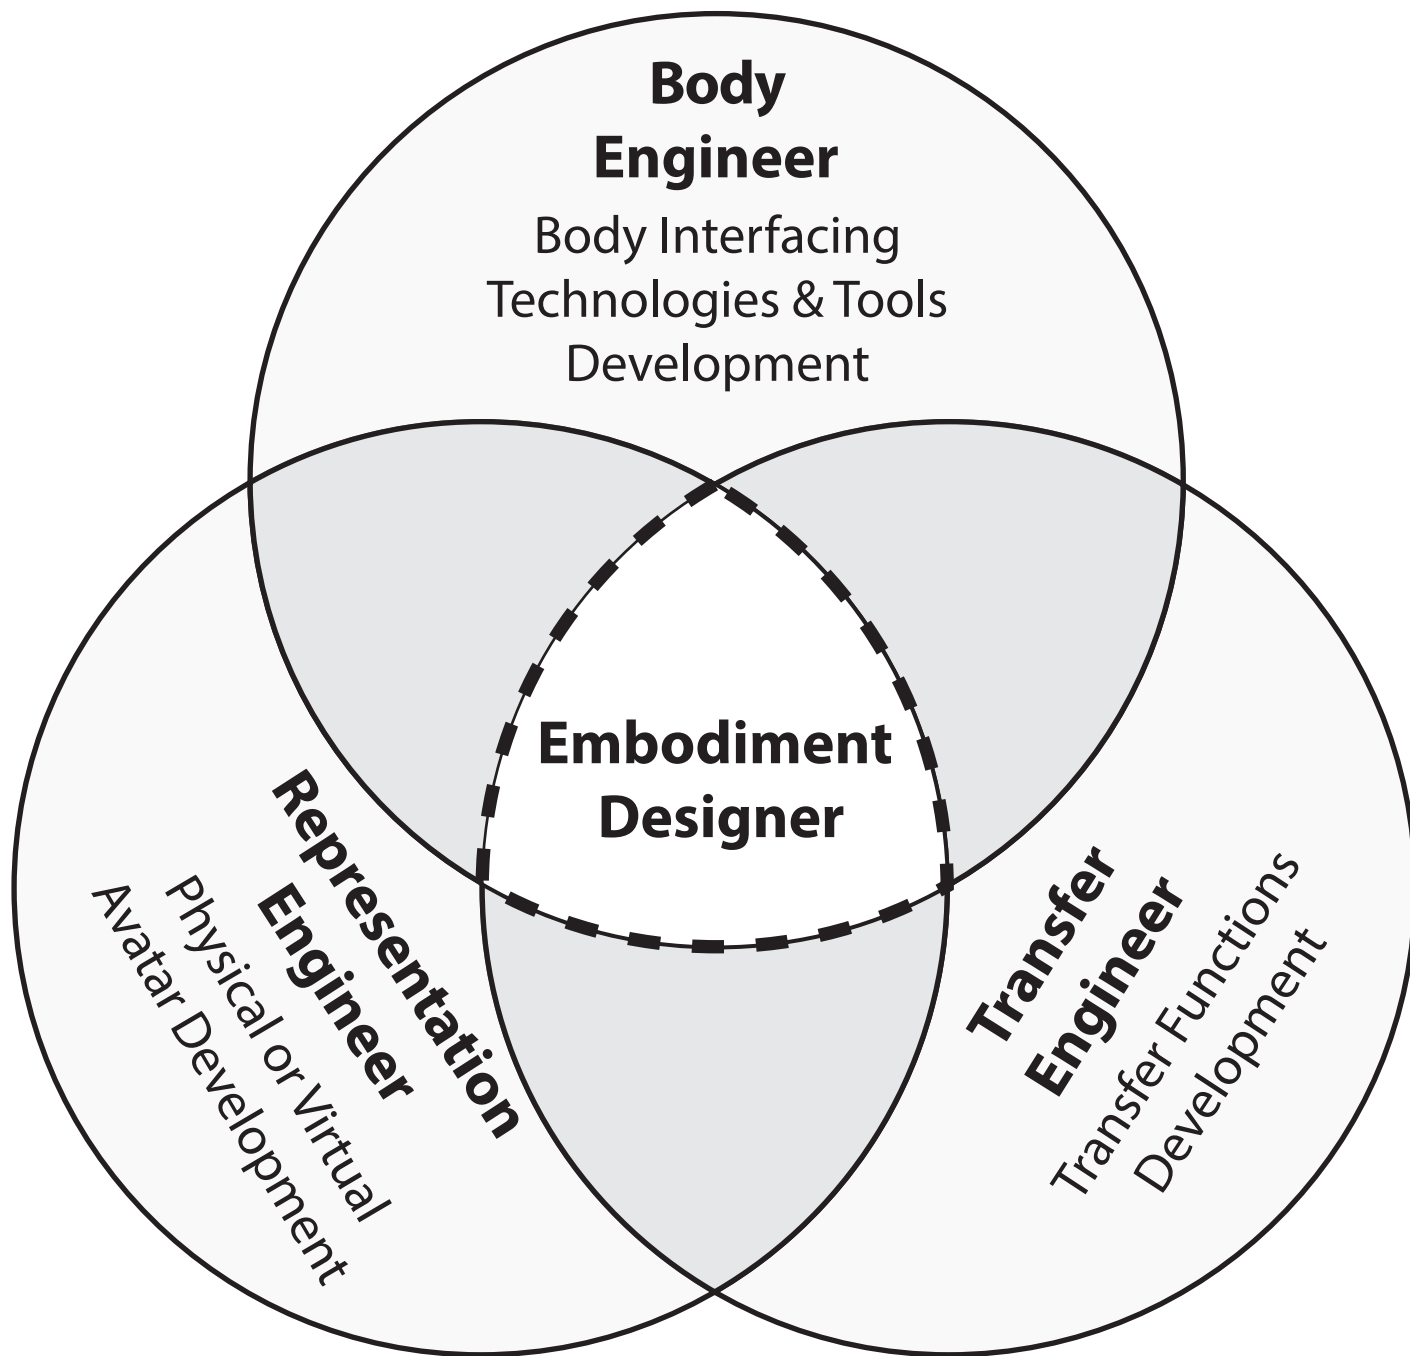 Body
Engineer
Body Interfacing
Technologies & Tools
Development
Embodiment
Designer
Representation
Engineer
Physical or Virtual
Avatar Development
Transfer
Engineer
Transfer Functions
Development